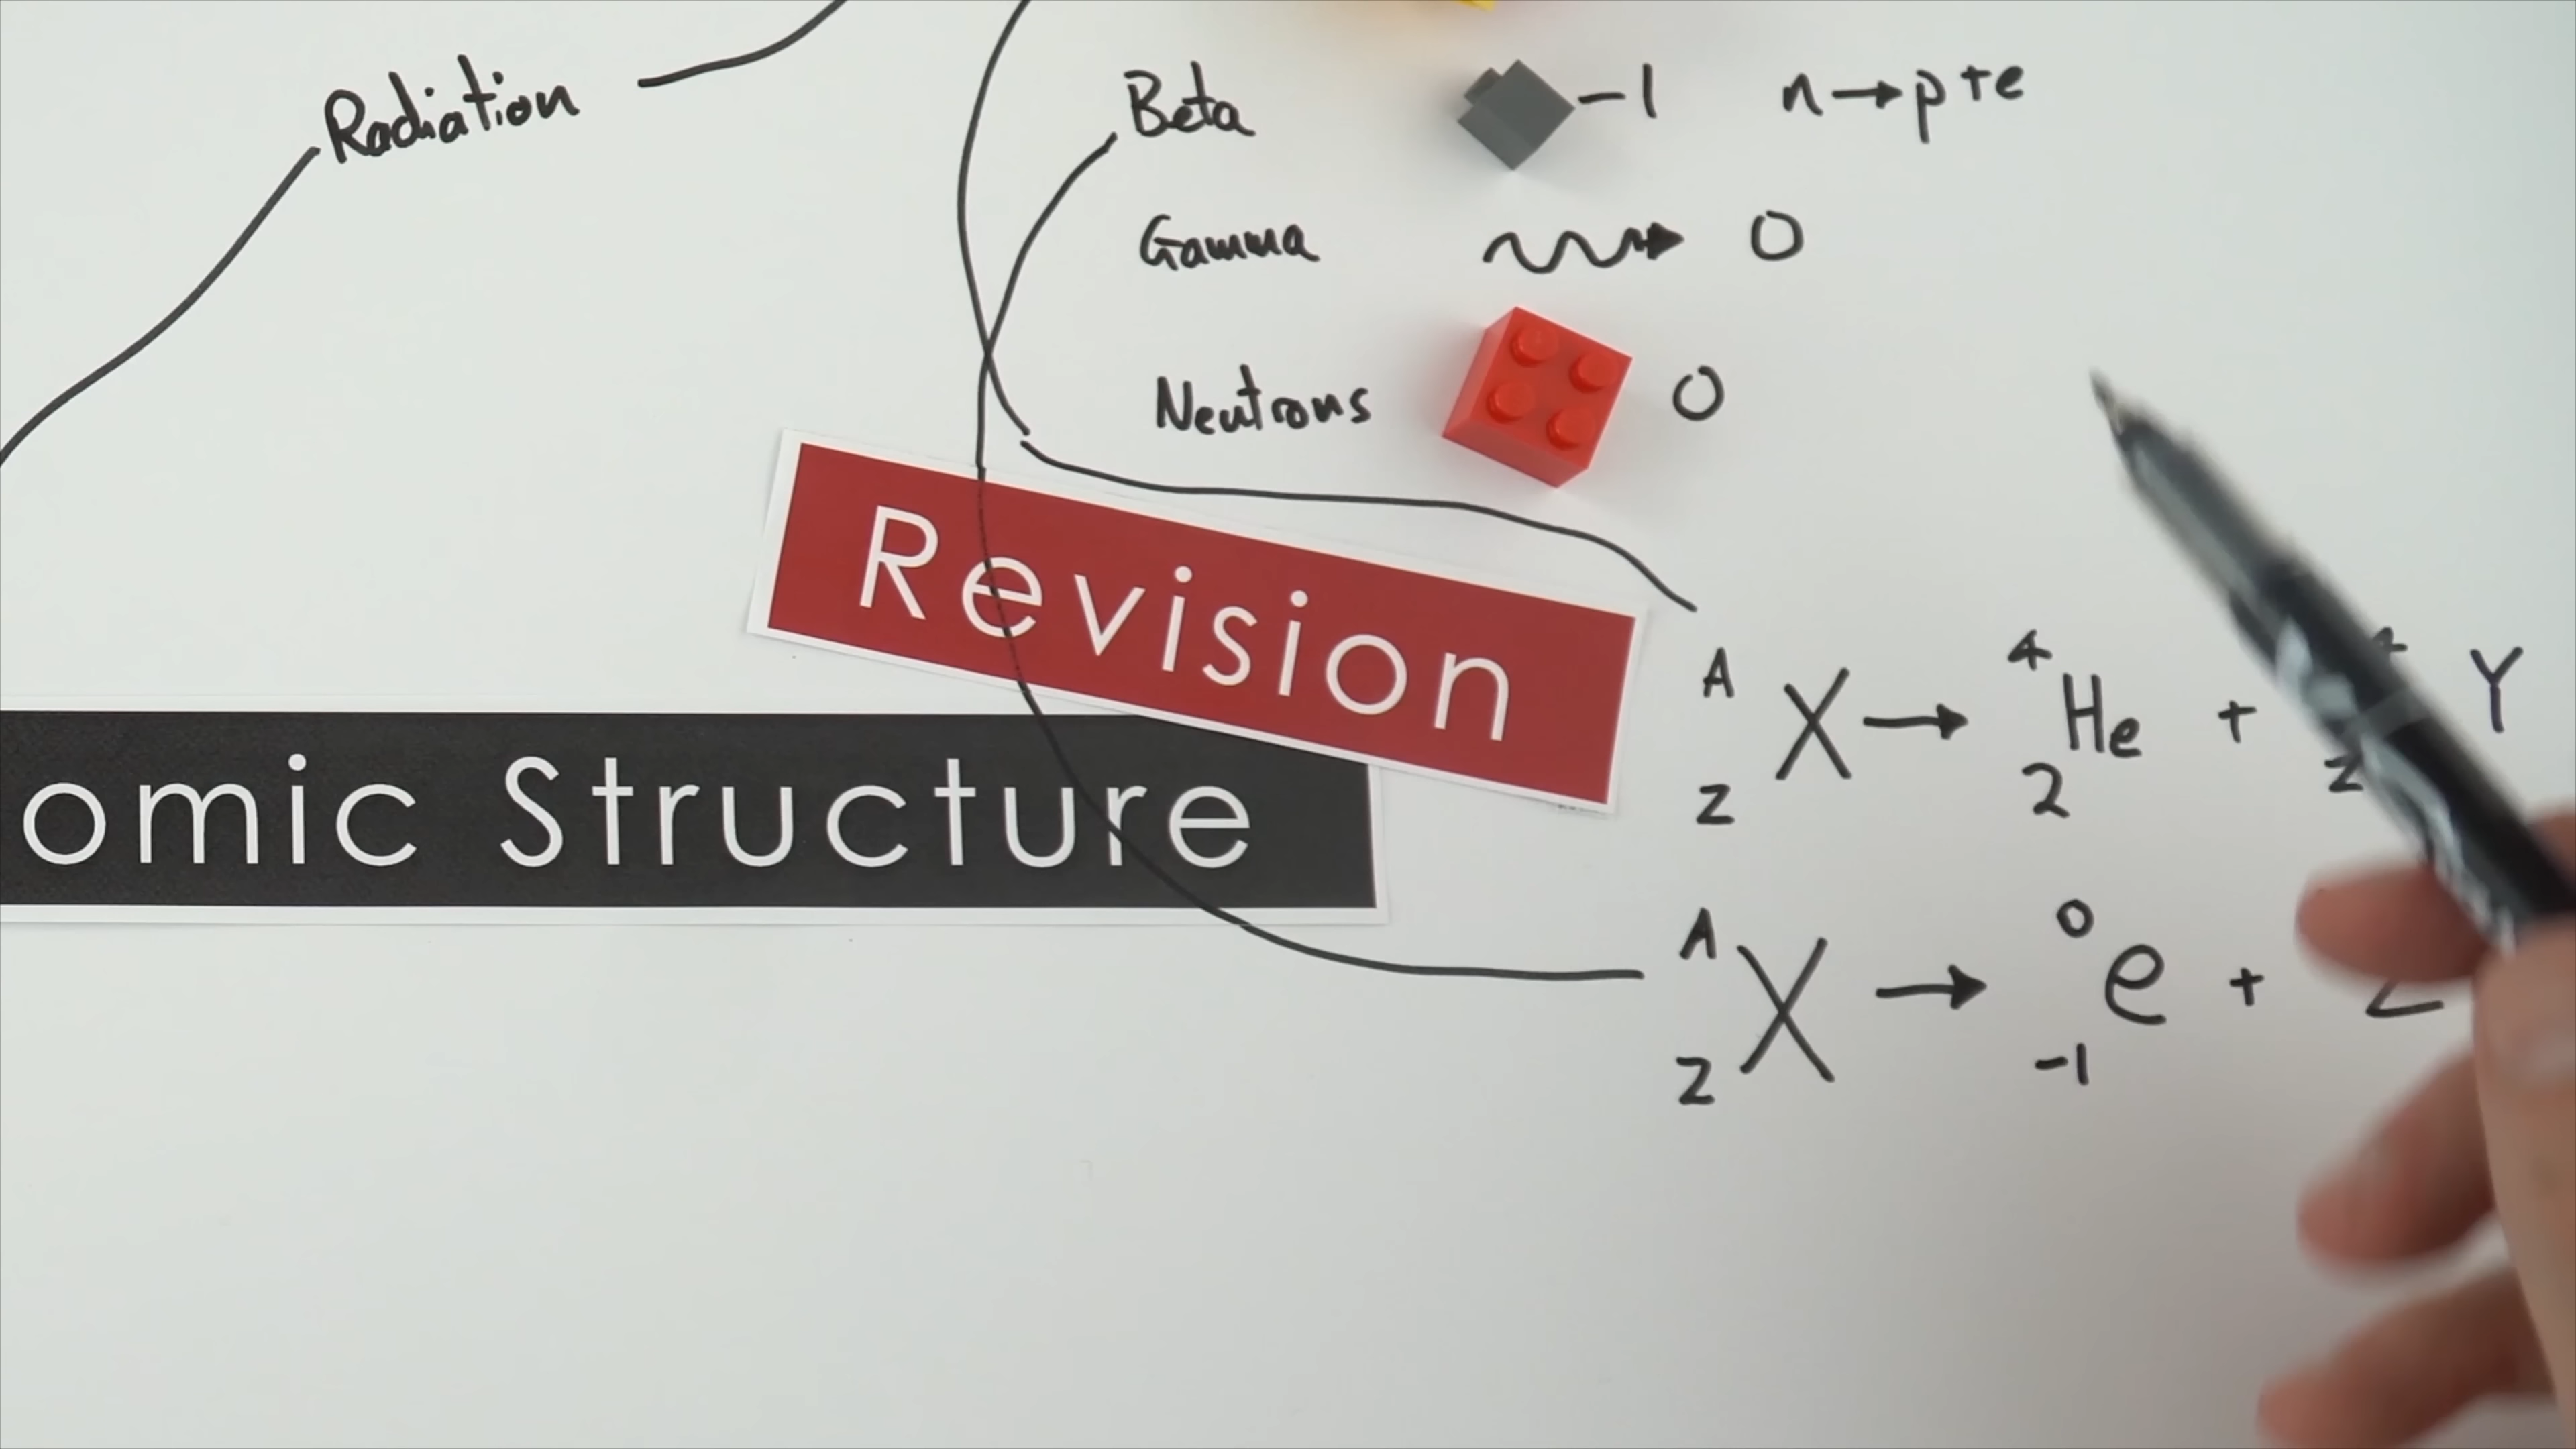 Radiation
Beta -1 n→p+e
Gamma 0
Neutrons 0
Revision
omic Structure
A
Z X → 4
2 He + Y
A
Z X → 0
-1 e +